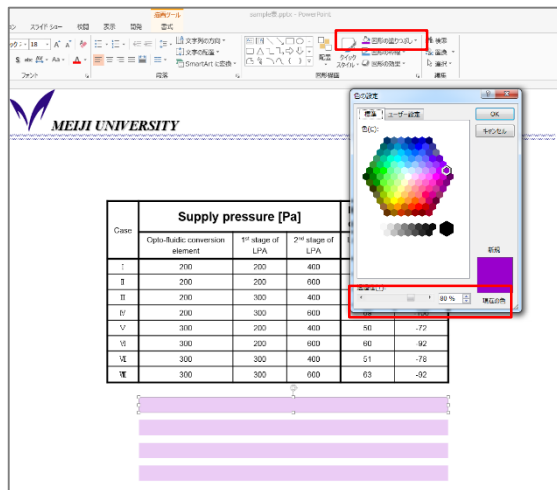 描画ツール
sample巻.pptx - PowerPoint
スライド ショー 校閲 表示 開発 書式
18
文字列の方向
文字の配置
SmartArt に変換
配置
クイック
スタイル
図形の塗りつぶし
図形の効果
検索
置換
選択
フォント
段落
図形描画
編集
MEIJI UNIVERSITY
色の設定
標準 ユーザー設定
色(C):
OK
キャンセル
新規
現在の色
80 %
Case
Supply pressure [Pa]
Opto-fluidic conversion element
1st stage of LPA
2nd stage of LPA
I 200 200 400
II 200 200 600
III 200 300 400
IV 200 300 600
V 300 200 400 50 -72
VI 300 200 600 60 -92
VII 300 300 400 51 -78
VIII 300 300 600 63 -92